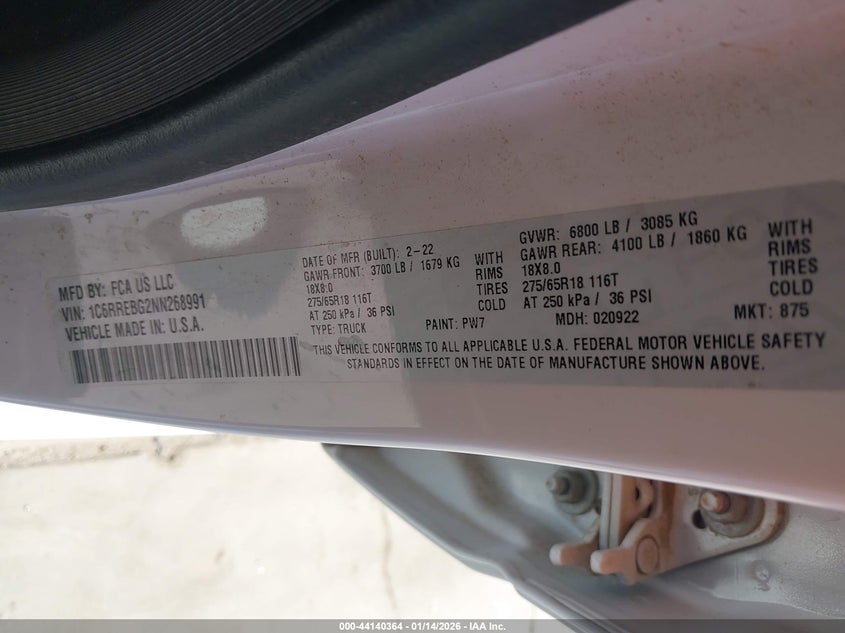 MFD BY: FCA US LLC
VIN: 1C6RREBG2NN268991
VEHICLE MADE IN U.S.A.
DATE OF MFR (BUILT): 2-22
GAWR FRONT: 3700 LB / 1679 KG WITH
18X8.0 RIMS
275/65R18 116T TIRES
AT 250 kPa / 36 PSI COLD
TYPE: TRUCK PAINT: PW7
GVWR: 6800 LB / 3085 KG
GAWR REAR: 4100 LB / 1860 KG WITH
18X8.0 RIMS
275/65R18 116T TIRES
AT 250 kPa / 36 PSI COLD
MDH: 020922 MKT: 875
THIS VEHICLE CONFORMS TO ALL APPLICABLE U.S.A. FEDERAL MOTOR VEHICLE SAFETY
STANDARDS IN EFFECT ON THE DATE OF MANUFACTURE SHOWN ABOVE.
000-44140364 - 01/14/2026 - IAA Inc.